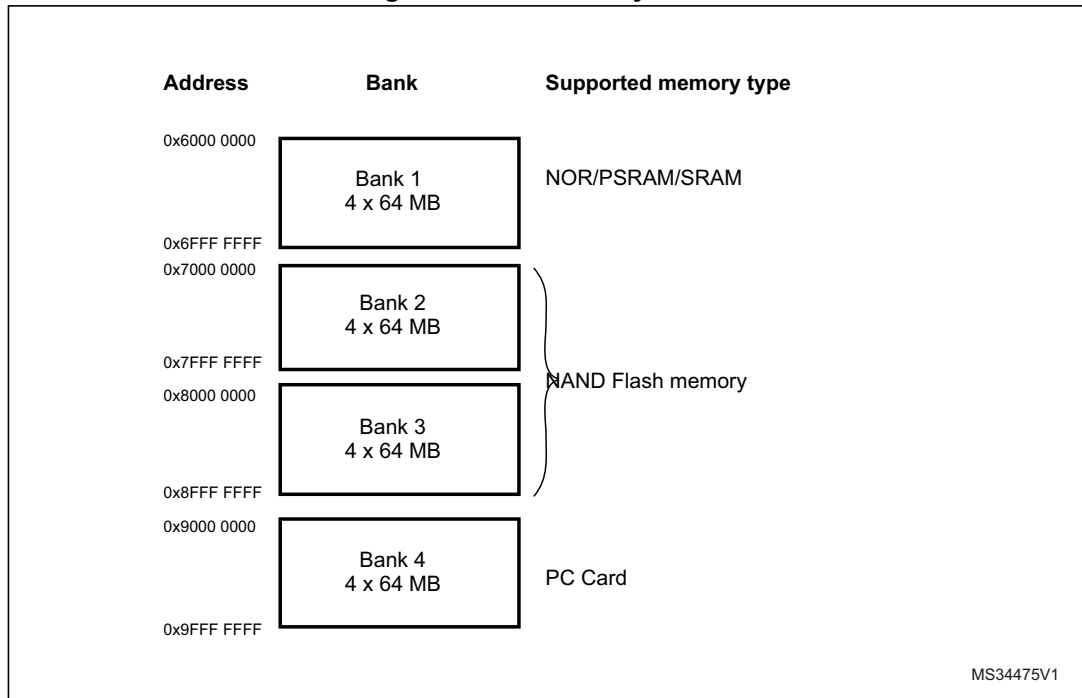 Address Bank Supported memory type
0x6000 0000
Bank 1
4 x 64 MB
NOR/PSRAM/SRAM
0x6FFF FFFF
0x7000 0000
Bank 2
4 x 64 MB
0x7FFF FFFF
NAND Flash memory
0x8000 0000
Bank 3
4 x 64 MB
0x8FFF FFFF
0x9000 0000
Bank 4
4 x 64 MB
PC Card
0x9FFF FFFF
MS34475V1